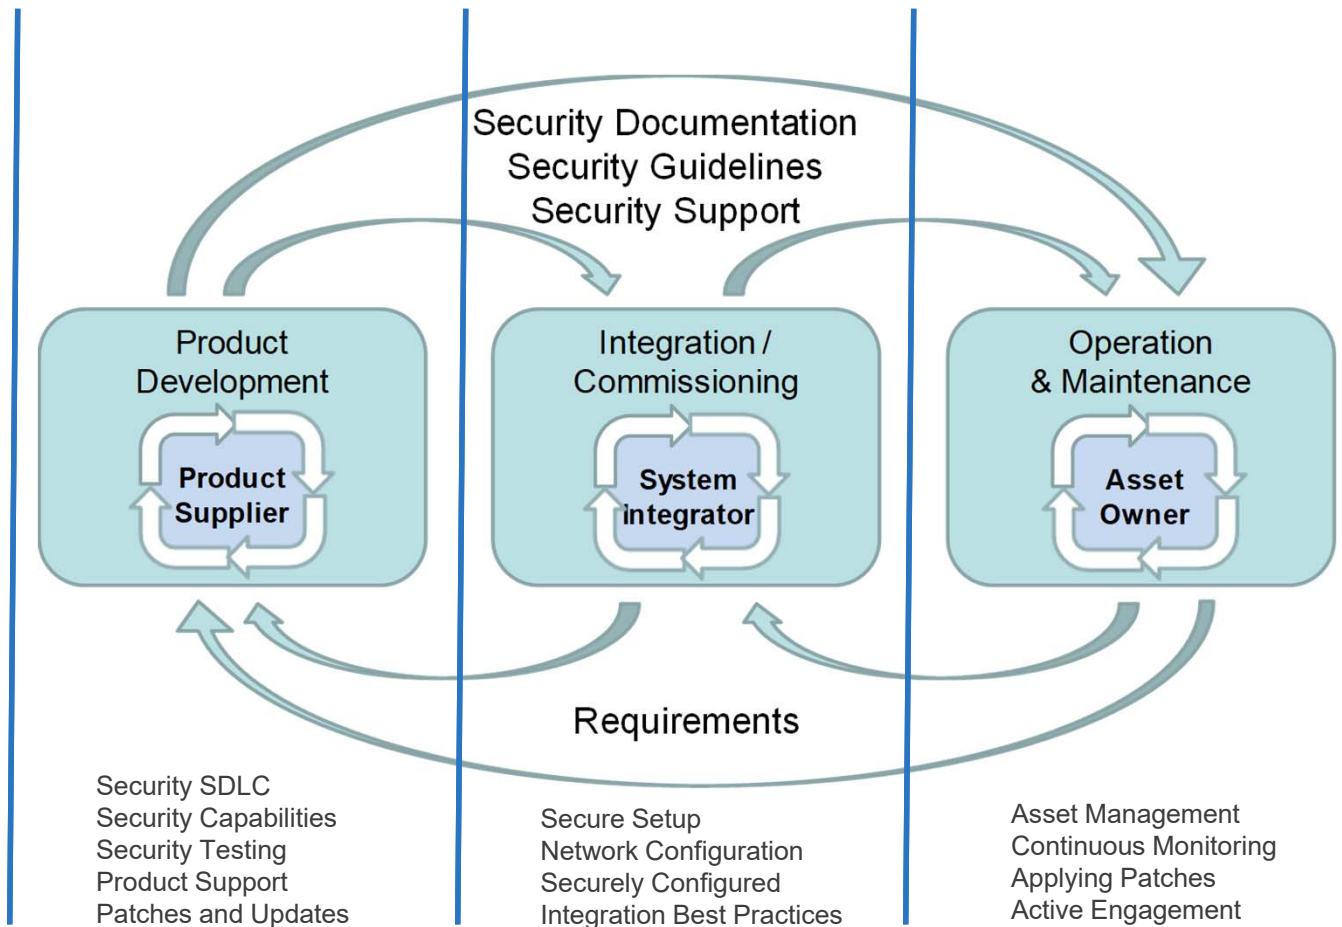 Security Documentation
Security Guidelines
Security Support
Product
Development
Product
Supplier
Integration /
Commissioning
System
Integrator
Operation
& Maintenance
Asset
Owner
Requirements
Security SDLC
Security Capabilities
Security Testing
Product Support
Patches and Updates
Secure Setup
Network Configuration
Securely Configured
Integration Best Practices
Asset Management
Continuous Monitoring
Applying Patches
Active Engagement